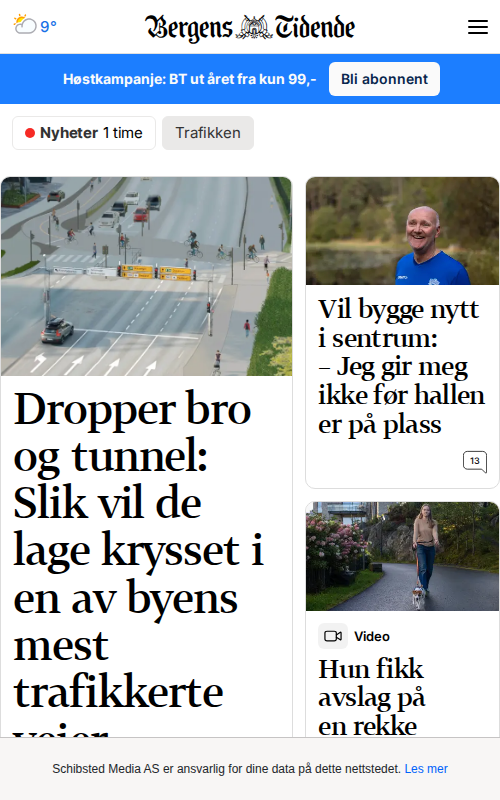 9°
Bergens Tidende
Høstkampanje: BT ut året fra kun 99,-
Bli abonnent
Nyheter 1 time
Trafikken
Dropper bro
og tunnel:
Slik vil de
lage krysset i
en av byens
mest
trafikkerte
veier
Vil bygge nytt
i sentrum:
– Jeg gir meg
ikke før hallen
er på plass
13
Video
Hun fikk
avslag på
en rekke
Schibsted Media AS er ansvarlig for dine data på dette nettstedet. Les mer